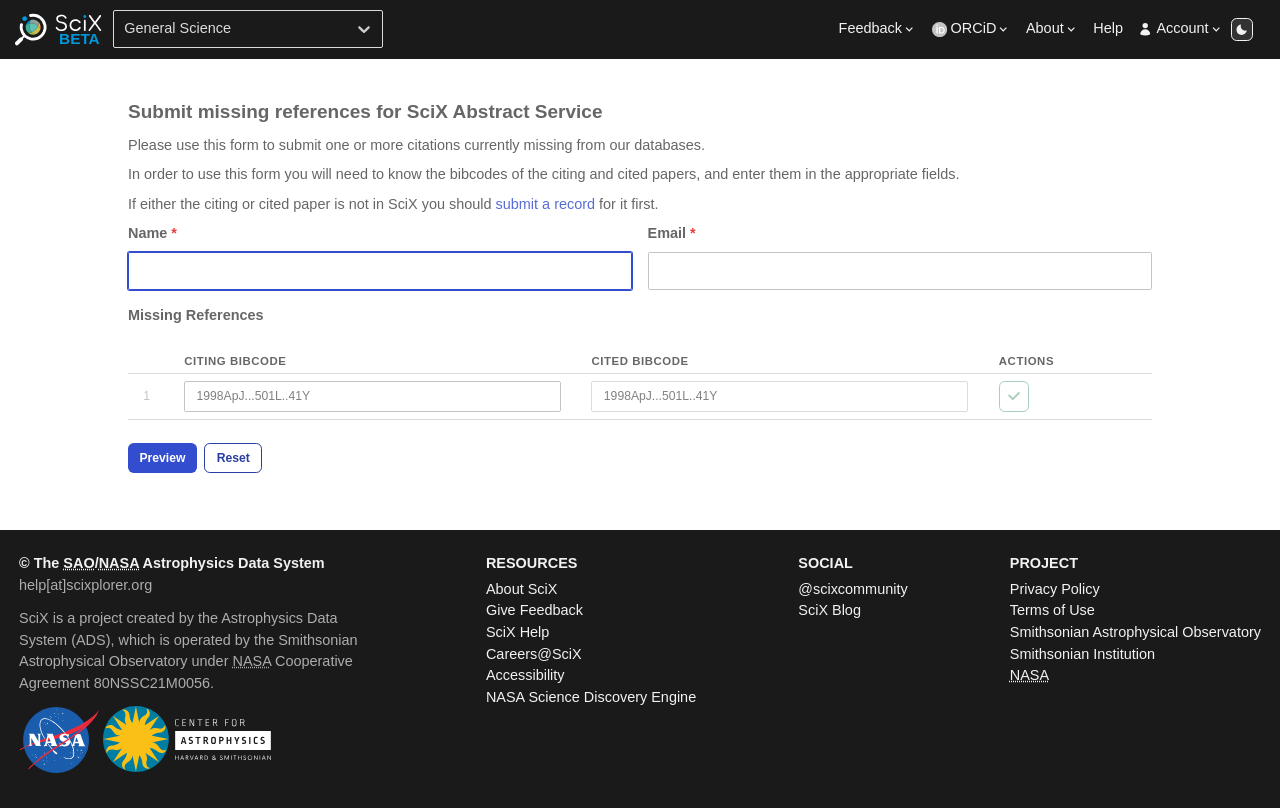 SciX
BETA
General Science
Feedback
iD ORCiD
About
Help
Account
Submit missing references for SciX Abstract Service
Please use this form to submit one or more citations currently missing from our databases.
In order to use this form you will need to know the bibcodes of the citing and cited papers, and enter them in the appropriate fields.
If either the citing or cited paper is not in SciX you should submit a record for it first.
Name *
Email *
Missing References
CITING BIBCODE
CITED BIBCODE
ACTIONS
1
1998ApJ...501L..41Y
1998ApJ...501L..41Y
Preview
Reset
© The SAO/NASA Astrophysics Data System
help[at]scixplorer.org
SciX is a project created by the Astrophysics Data
System (ADS), which is operated by the Smithsonian
Astrophysical Observatory under NASA Cooperative
Agreement 80NSSC21M0056.
NASA
CENTER FOR
ASTROPHYSICS
HARVARD & SMITHSONIAN
RESOURCES
About SciX
Give Feedback
SciX Help
Careers@SciX
Accessibility
NASA Science Discovery Engine
SOCIAL
@scixcommunity
SciX Blog
PROJECT
Privacy Policy
Terms of Use
Smithsonian Astrophysical Observatory
Smithsonian Institution
NASA